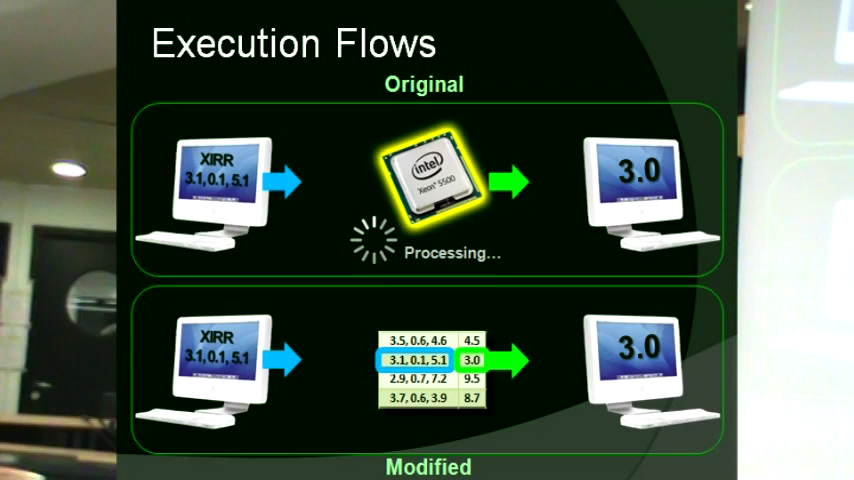 Execution Flows
Original
XIRR
3.1, 0.1, 5.1
intel
Xeon® 5500
3.0
Processing...
XIRR
3.1, 0.1, 5.1
3.5, 0.6, 4.6 4.5
3.1, 0.1, 5.1 3.0
2.9, 0.7, 7.2 9.5
3.7, 0.6, 3.9 8.7
3.0
Modified